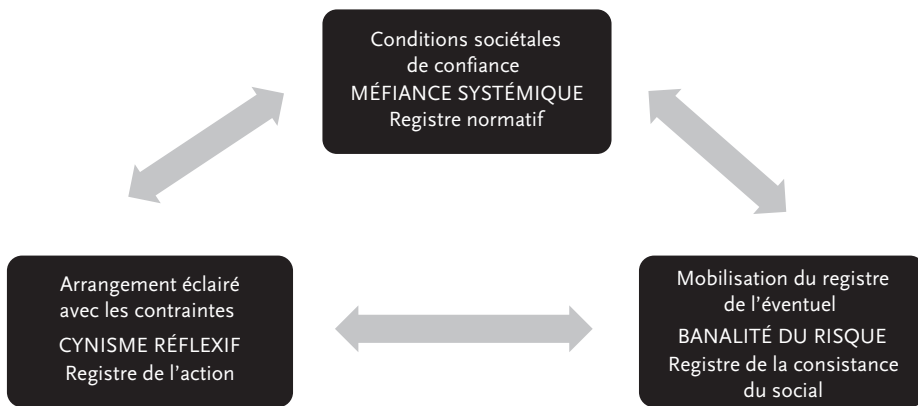 Conditions sociétales
de confiance
MÉFIANCE SYSTÉMIQUE
Registre normatif
Arrangement éclairé
avec les contraintes
CYNISME RÉFLEXIF
Registre de l'action
Mobilisation du registre
de l'éventuel
BANALITÉ DU RISQUE
Registre de la consistance
du social